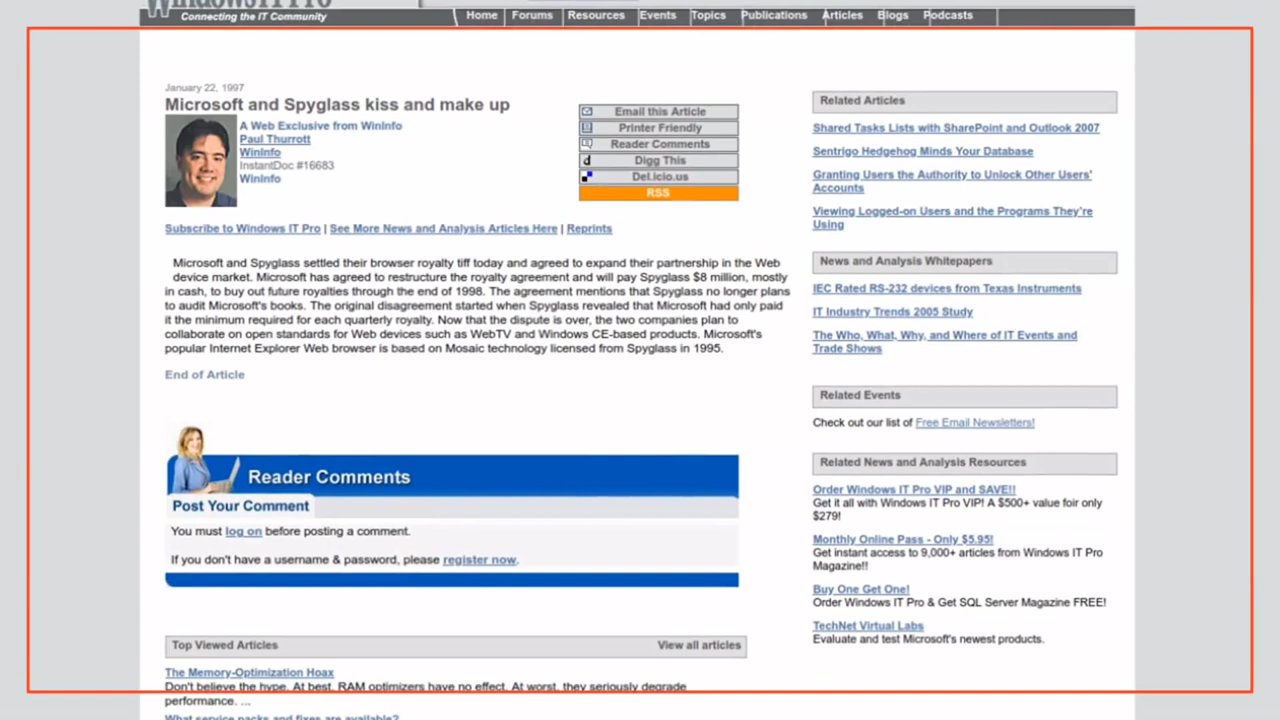 Windows IT Pro
Connecting the IT Community
Home Forums Resources Events Topics Publications Articles Blogs Podcasts
January 22, 1997
Microsoft and Spyglass kiss and make up
A Web Exclusive from WinInfo
Paul Thurrott
WinInfo
InstantDoc #16683
WinInfo
Email this Article
Printer Friendly
Reader Comments
Digg This
Del.icio.us
RSS
Subscribe to Windows IT Pro | See More News and Analysis Articles Here | Reprints
Microsoft and Spyglass settled their browser royalty tiff today and agreed to expand their partnership in the Web
device market. Microsoft has agreed to restructure the royalty agreement and will pay Spyglass $8 million, mostly
in cash, to buy out future royalties through the end of 1998. The agreement mentions that Spyglass no longer plans
to audit Microsoft's books. The original disagreement started when Spyglass revealed that Microsoft had only paid
it the minimum required for each quarterly royalty. Now that the dispute is over, the two companies plan to
collaborate on open standards for Web devices such as WebTV and Windows CE-based products. Microsoft's
popular Internet Explorer Web browser is based on Mosaic technology licensed from Spyglass in 1995.
End of Article
Reader Comments
Post Your Comment
You must log on before posting a comment.
If you don't have a username & password, please register now.
Top Viewed Articles View all articles
The Memory-Optimization Hoax
Don't believe the hype. At best, RAM optimizers have no effect. At worst, they seriously degrade
performance. ...
What service packs and fixes are available?
Related Articles
Shared Tasks Lists with SharePoint and Outlook 2007
Sentrigo Hedgehog Minds Your Database
Granting Users the Authority to Unlock Other Users'
Accounts
Viewing Logged-on Users and the Programs They're
Using
News and Analysis Whitepapers
IEC Rated RS-232 devices from Texas Instruments
IT Industry Trends 2005 Study
The Who, What, Why, and Where of IT Events and
Trade Shows
Related Events
Check out our list of Free Email Newsletters!
Related News and Analysis Resources
Order Windows IT Pro VIP and SAVE!!
Get it all with Windows IT Pro VIP! A $500+ value foir only
$279!
Monthly Online Pass - Only $5.95!
Get instant access to 9,000+ articles from Windows IT Pro
Magazine!!
Buy One Get One!
Order Windows IT Pro & Get SQL Server Magazine FREE!
TechNet Virtual Labs
Evaluate and test Microsoft's newest products.